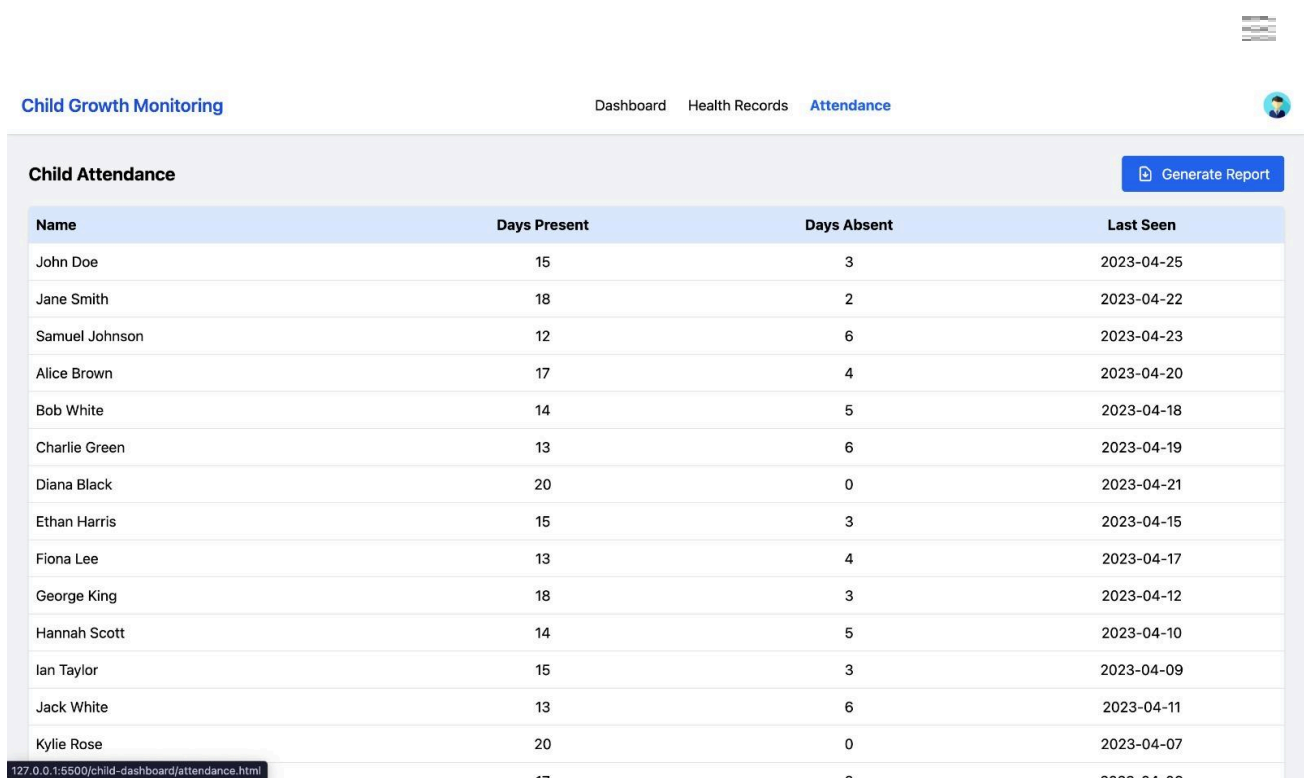 Child Growth Monitoring Dashboard Health Records Attendance
Child Attendance Generate Report
Name Days Present Days Absent Last Seen
John Doe 15 3 2023-04-25
Jane Smith 18 2 2023-04-22
Samuel Johnson 12 6 2023-04-23
Alice Brown 17 4 2023-04-20
Bob White 14 5 2023-04-18
Charlie Green 13 6 2023-04-19
Diana Black 20 0 2023-04-21
Ethan Harris 15 3 2023-04-15
Fiona Lee 13 4 2023-04-17
George King 18 3 2023-04-12
Hannah Scott 14 5 2023-04-10
Ian Taylor 15 3 2023-04-09
Jack White 13 6 2023-04-11
Kylie Rose 20 0 2023-04-07
127.0.0.1:5500/child-dashboard/attendance.html